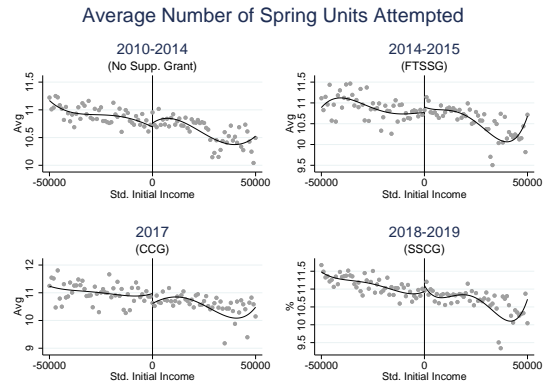 Average Number of Spring Units Attempted
2010-2014
(No Supp. Grant)
Avg
11.5
11
10.5
10
-50000 0 50000
Std. Initial Income
2014-2015
(FTSSG)
Avg
11.5
11
10.5
10
9.5
-50000 0 50000
Std. Initial Income
2017
(CCG)
Avg
12
11
10
9
-50000 0 50000
Std. Initial Income
2018-2019
(SSCG)
%
11.5
11
10.5
10
9.5
-50000 0 50000
Std. Initial Income